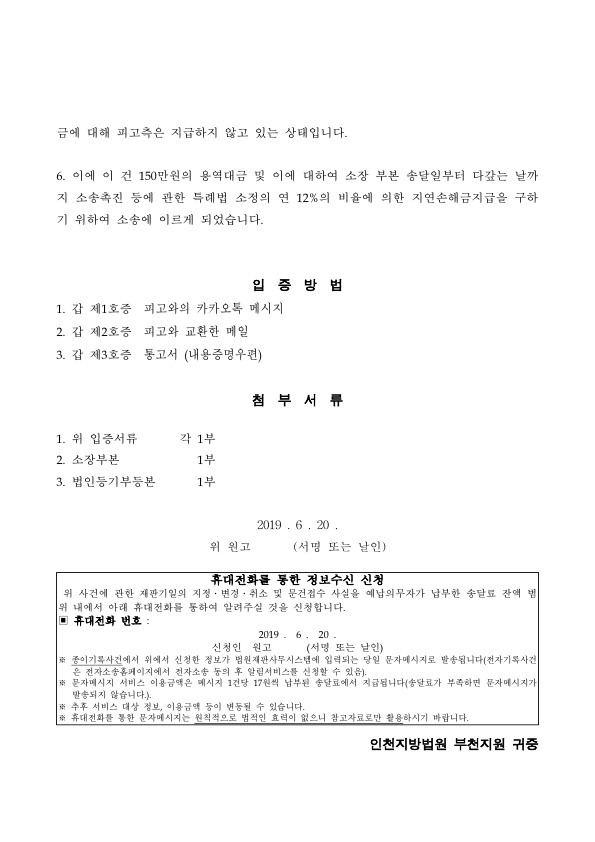 금에 대해 피고측은 지급하지 않고 있는 상태입니다.
6. 이에 이 건 150만원의 용역대금 및 이에 대하여 소장 부본 송달일부터 다갚는 날까
지 소송촉진 등에 관한 특례법 소정의 연 12%의 비율에 의한 지연손해금지급을 구하
기 위하여 소송에 이르게 되었습니다.
입 증 방 법
1. 갑 제1호증 피고와의 카카오톡 메시지
2. 갑 제2호증 피고와 교환한 메일
3. 갑 제3호증 통고서 (내용증명우편)
첨 부 서 류
1. 위 입증서류 각 1부
2. 소장부본 1부
3. 법인등기부등본 1부
2019 . 6 . 20 .
위 원고 (서명 또는 날인)
휴대전화를 통한 정보수신 신청
위 사건에 관한 재판기일의 지정·변경·취소 및 문건접수 사실을 예납의무자가 납부한 송달료 잔액 범
위 내에서 아래 휴대전화를 통하여 알려주실 것을 신청합니다.
▣ 휴대전화 번호 :
2019 . 6 . 20 .
신청인 원고 (서명 또는 날인)
※ 종이기록사건에서 위에서 신청한 정보가 법원재판사무시스템에 입력되는 당일 문자메시지로 발송됩니다(전자기록사건
은 전자소송홈페이지에서 전자소송 동의 후 알림서비스를 신청할 수 있음).
※ 문자메시지 서비스 이용금액은 메시지 1건당 17원씩 납부된 송달료에서 지급됩니다(송달료가 부족하면 문자메시지가
발송되지 않습니다.).
※ 추후 서비스 대상 정보, 이용금액 등이 변동될 수 있습니다.
※ 휴대전화를 통한 문자메시지는 원칙적으로 법적인 효력이 없으니 참고자료로만 활용하시기 바랍니다.
인천지방법원 부천지원 귀중